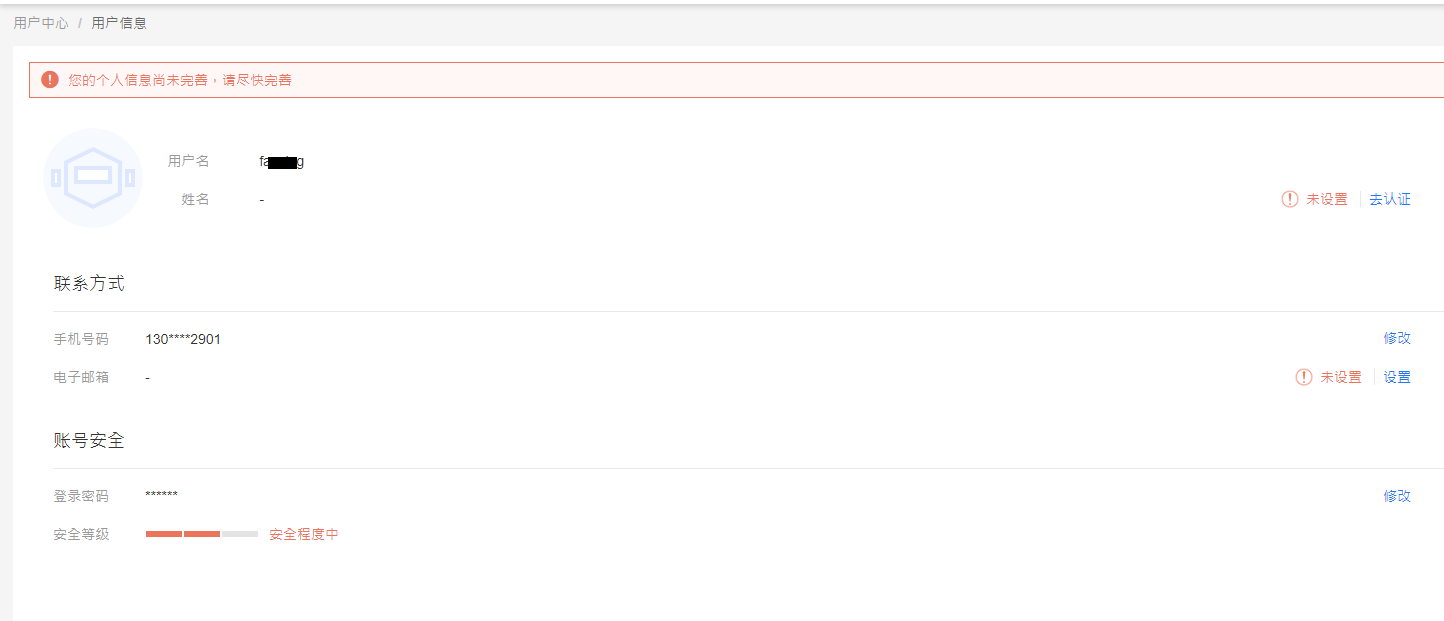 用户中心 / 用户信息
您的个人信息尚未完善，请尽快完善
用户名
姓名 - 未设置 去认证
联系方式
手机号码 130****2901 修改
电子邮箱 - 未设置 设置
账号安全
登录密码 ****** 修改
安全等级 安全程度中